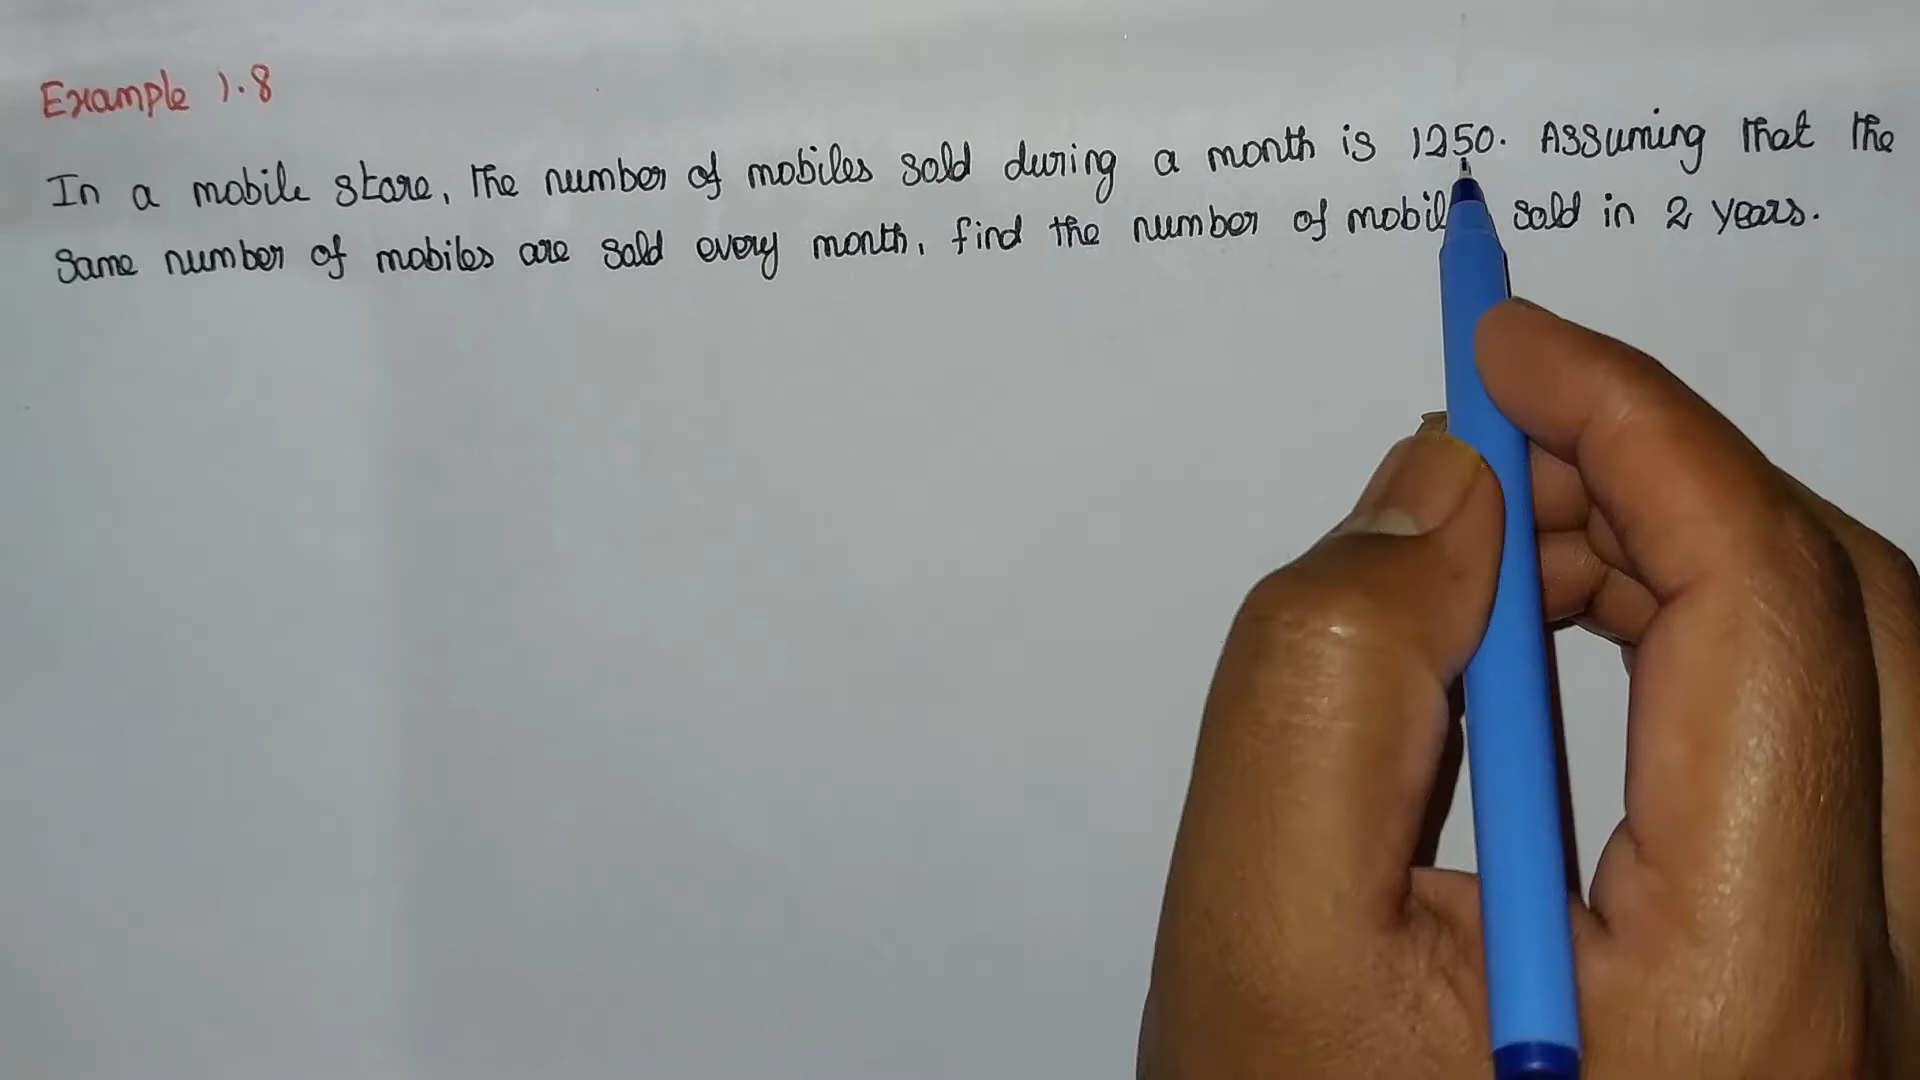 Example 1.8
In a mobile store, the number of mobiles sold during a month is 1250. Assuming that the
Same number of mobiles are sold every month, find the number of sold in 2 years.